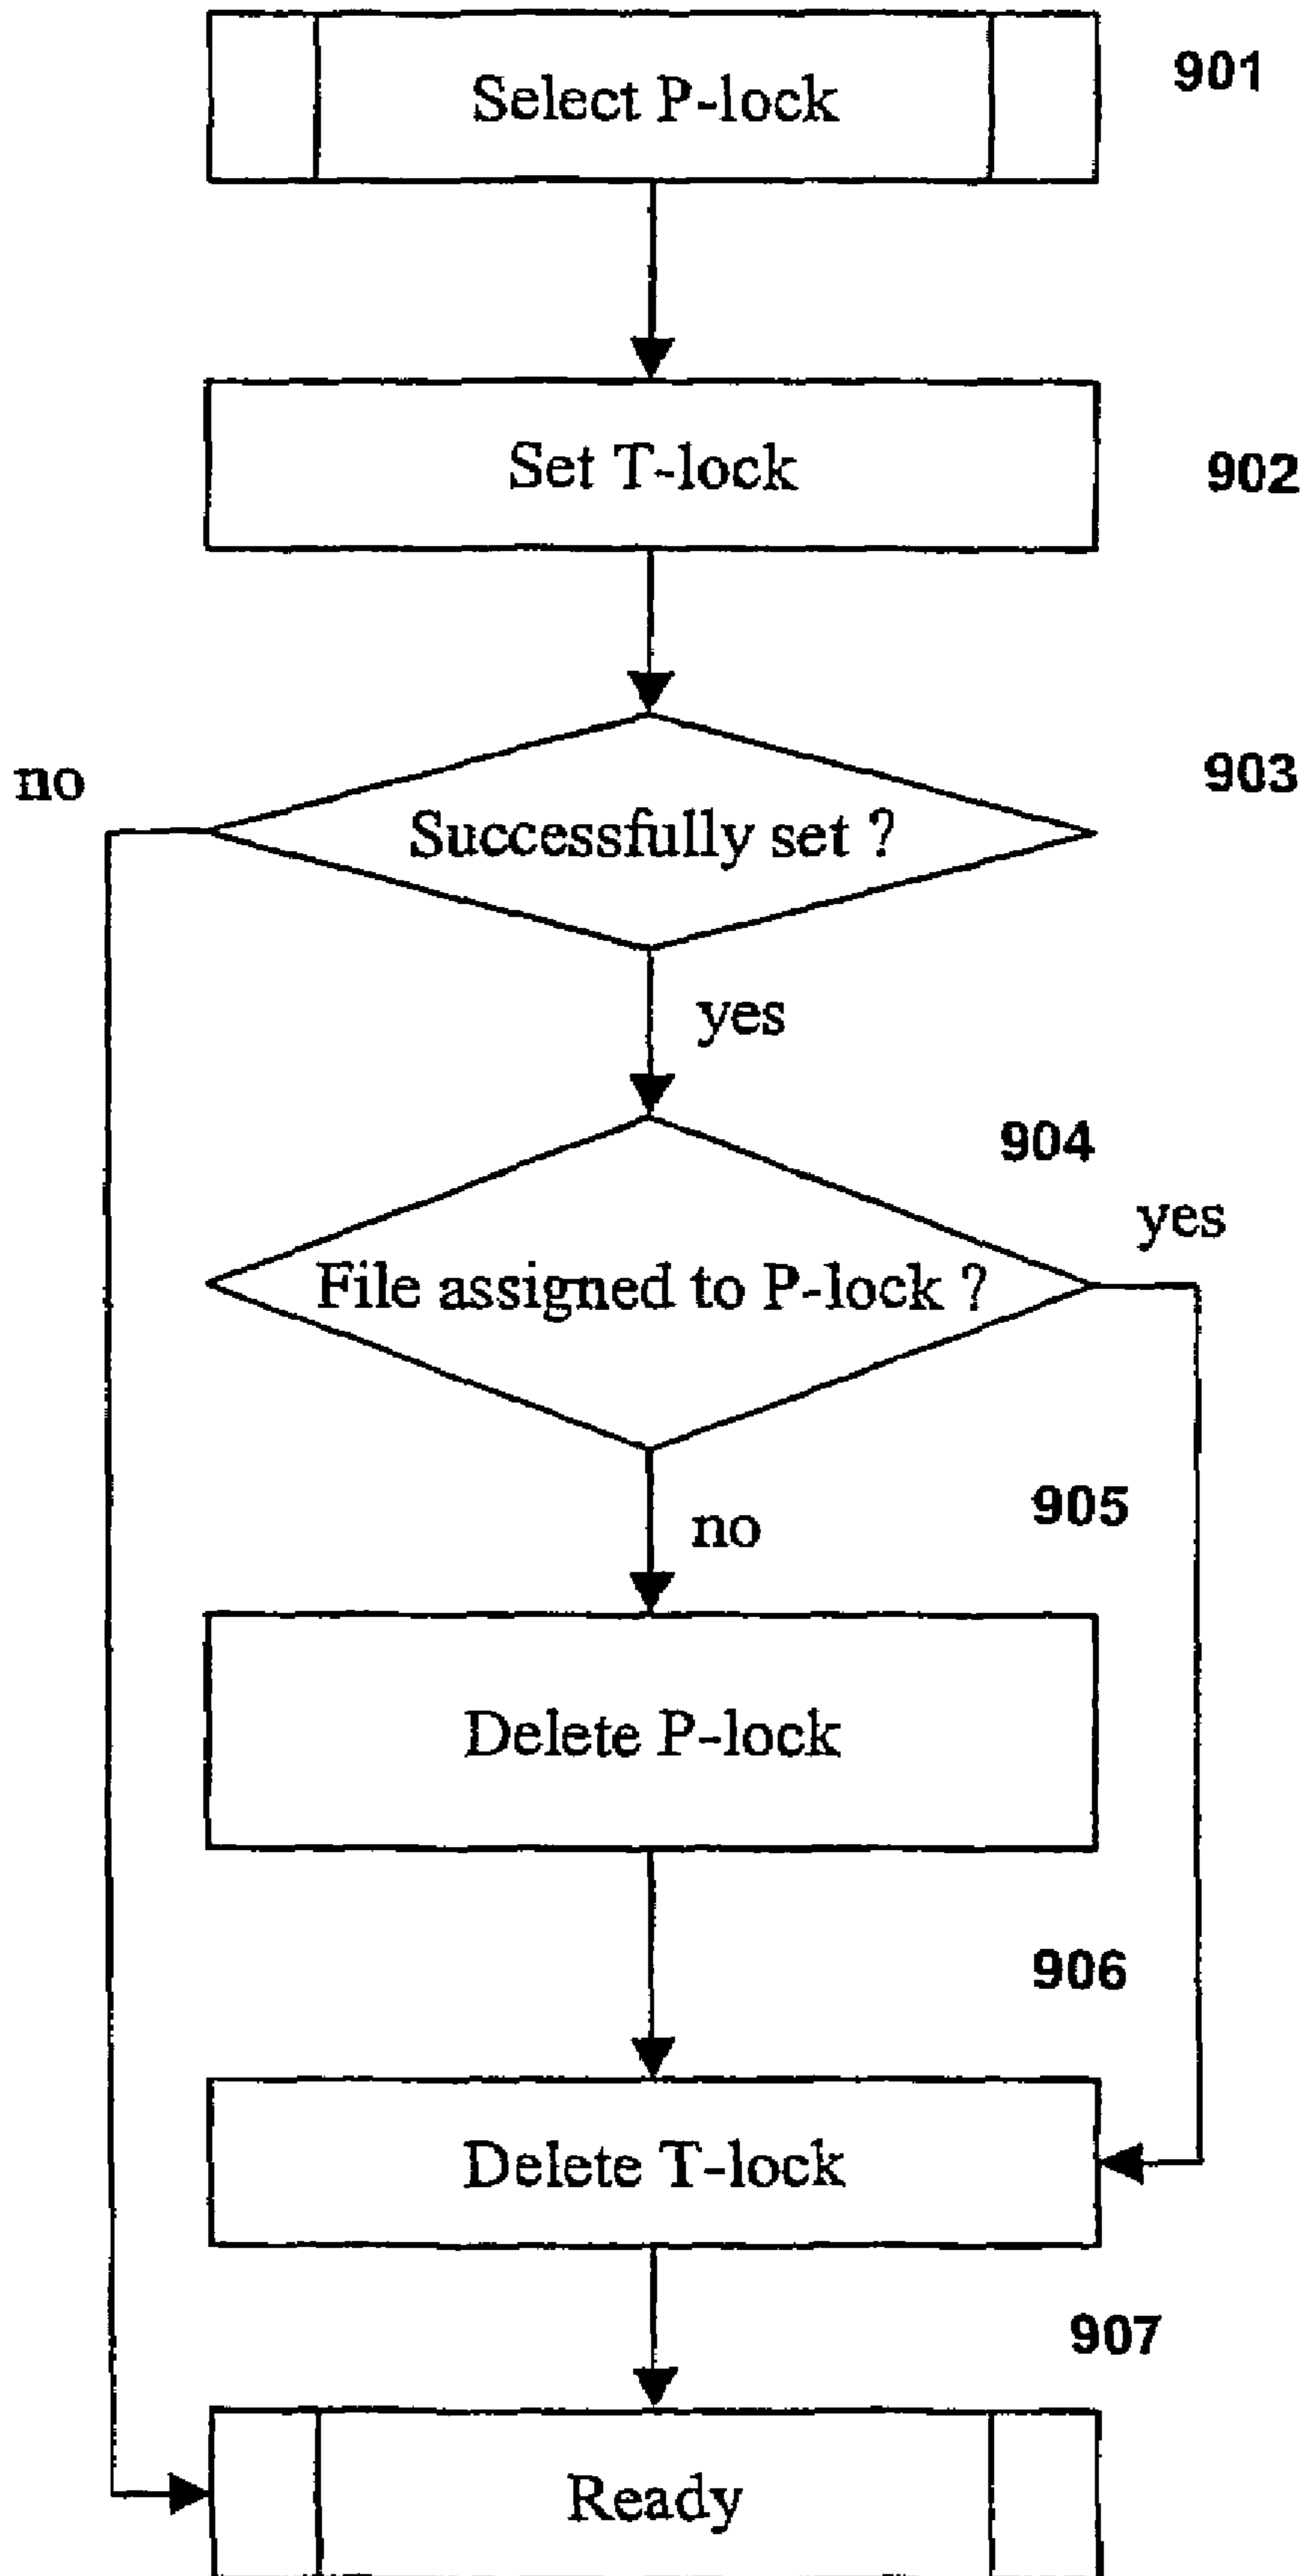 Select P-lock
901
Set T-lock
902
903
no
Successfully set ?
yes
904
yes
File assigned to P-lock ?
905
no
Delete P-lock
906
Delete T-lock
907
Ready